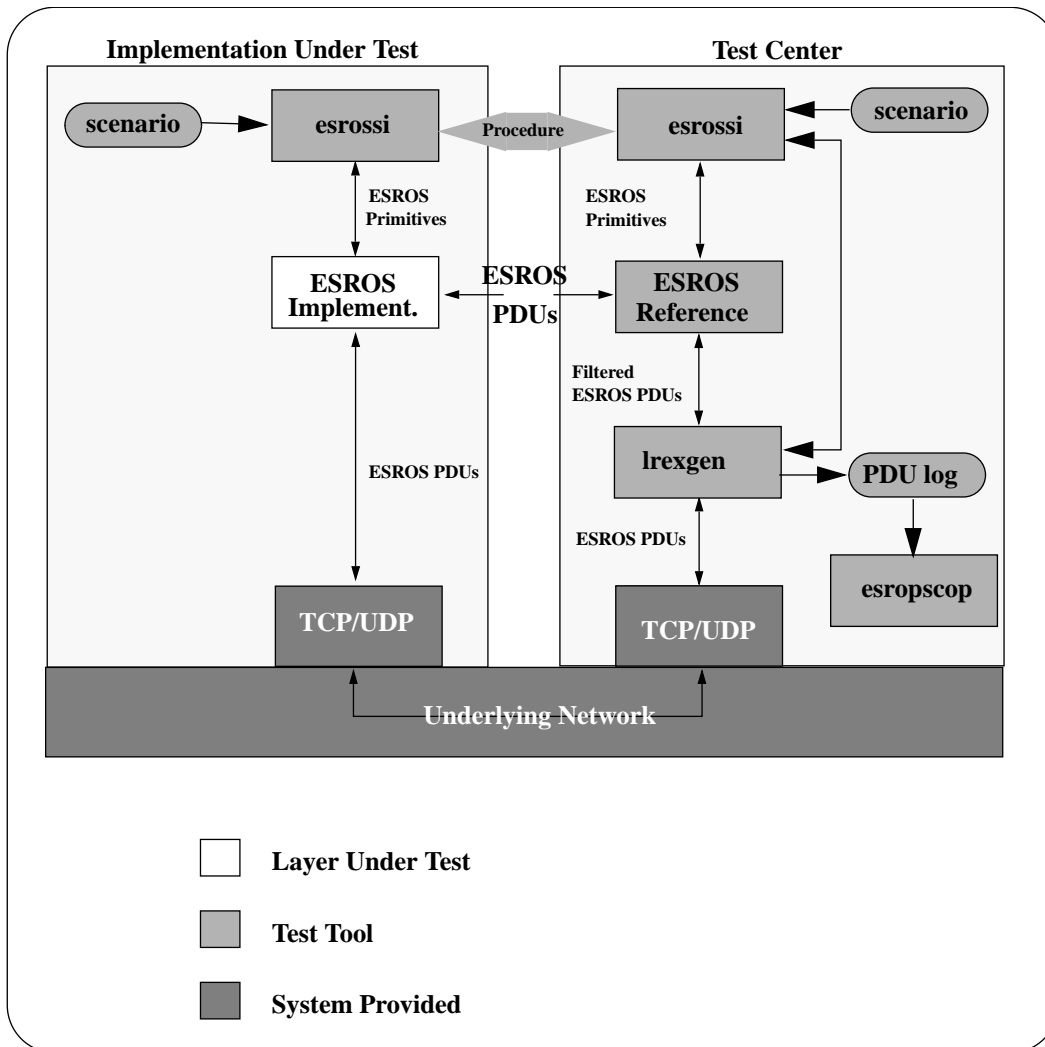 Implementation Under Test
Test Center
scenario
esrossi
Procedure
esrossi
scenario
ESROS
Primitives
ESROS
Primitives
ESROS
Implement.
ESROS
PDUs
ESROS
Reference
Filtered
ESROS PDUs
ESROS PDUs
lrexgen
PDU log
ESROS PDUs
esropscop
TCP/UDP
TCP/UDP
Underlying Network
Layer Under Test
Test Tool
System Provided